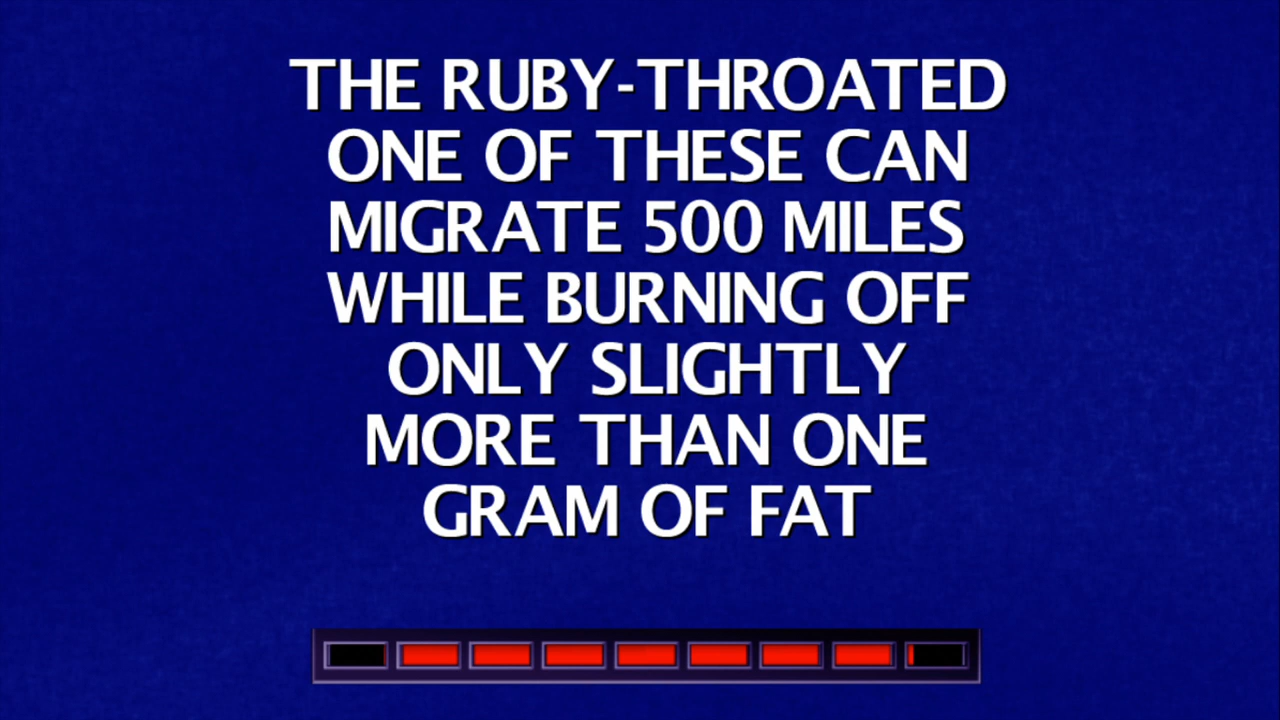 THE RUBY-THROATED
ONE OF THESE CAN
MIGRATE 500 MILES
WHILE BURNING OFF
ONLY SLIGHTLY
MORE THAN ONE
GRAM OF FAT